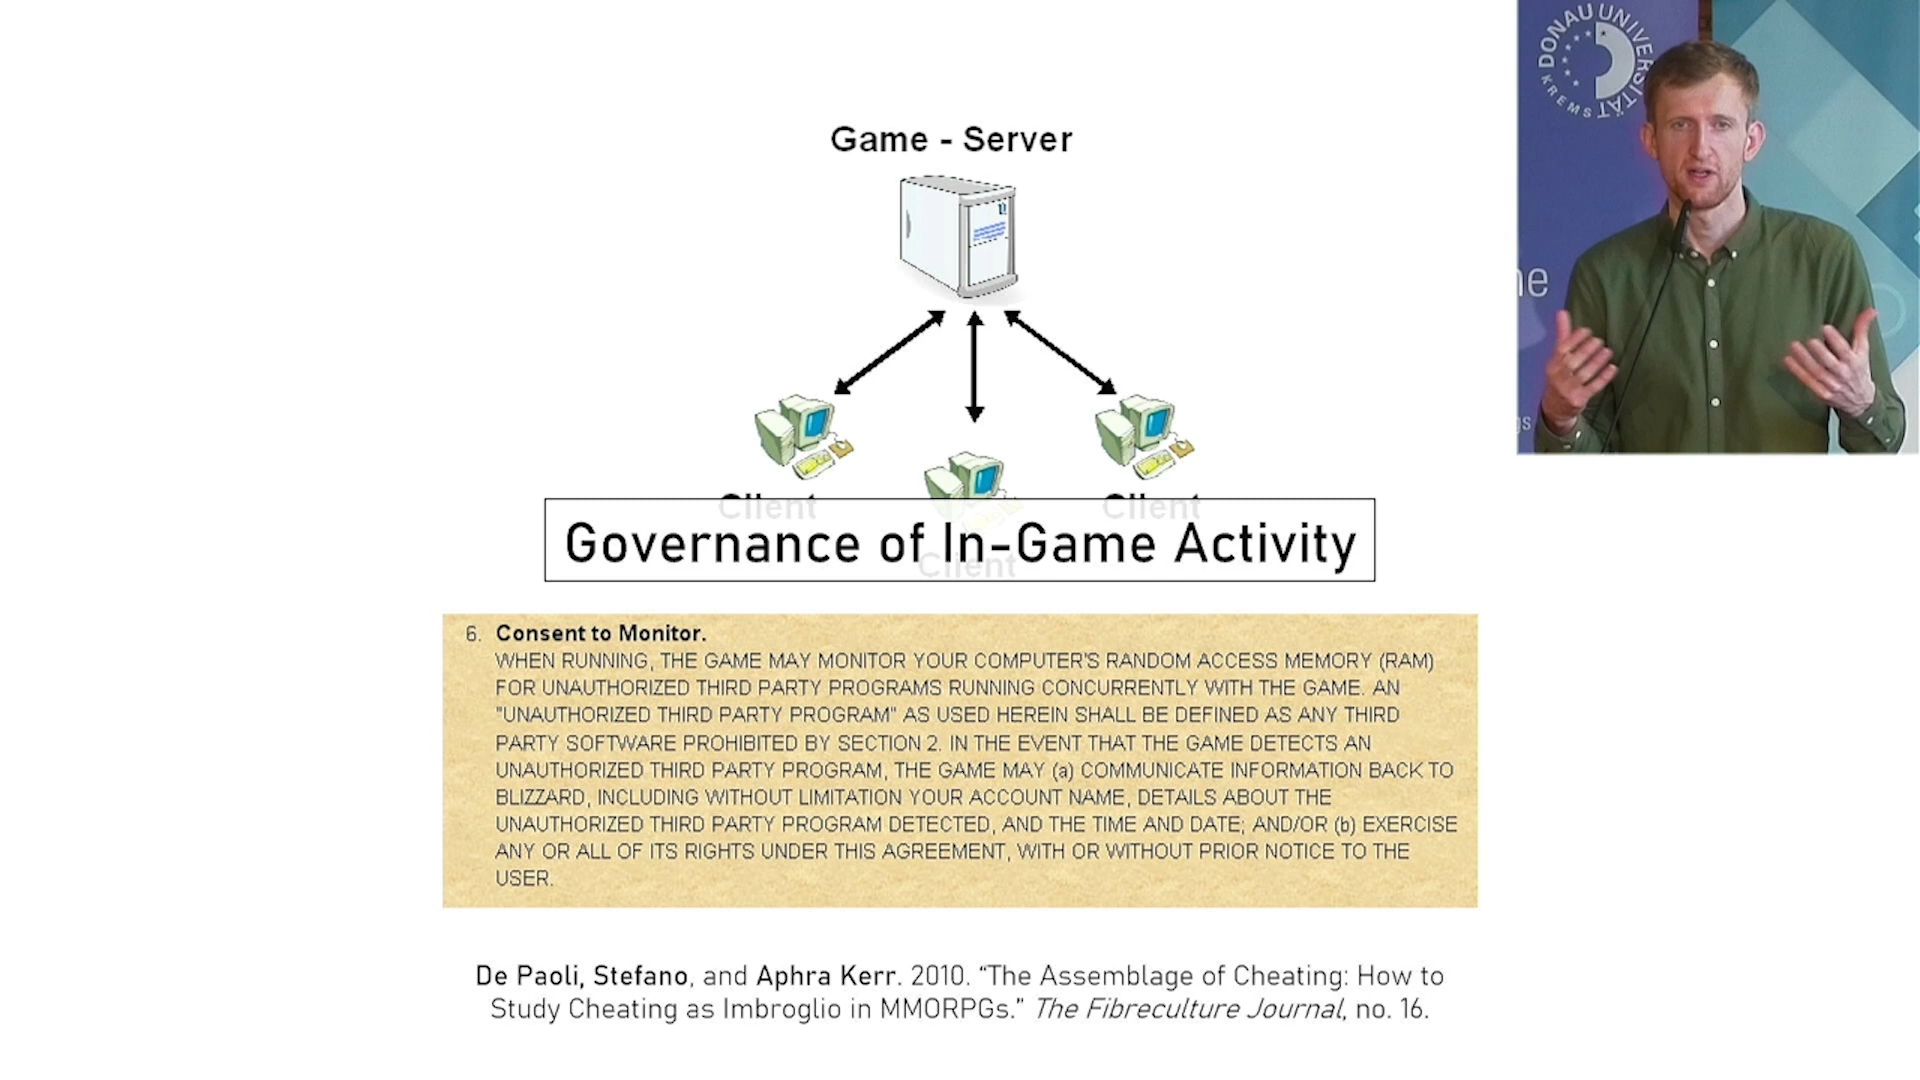 DONAU UNIVERSITÄT
KREMS
ne
gs
Game - Server
Client
Client
Client
Governance of In-Game Activity
6. Consent to Monitor.
WHEN RUNNING, THE GAME MAY MONITOR YOUR COMPUTER'S RANDOM ACCESS MEMORY (RAM)
FOR UNAUTHORIZED THIRD PARTY PROGRAMS RUNNING CONCURRENTLY WITH THE GAME. AN
"UNAUTHORIZED THIRD PARTY PROGRAM" AS USED HEREIN SHALL BE DEFINED AS ANY THIRD
PARTY SOFTWARE PROHIBITED BY SECTION 2. IN THE EVENT THAT THE GAME DETECTS AN
UNAUTHORIZED THIRD PARTY PROGRAM, THE GAME MAY (a) COMMUNICATE INFORMATION BACK TO
BLIZZARD, INCLUDING WITHOUT LIMITATION YOUR ACCOUNT NAME, DETAILS ABOUT THE
UNAUTHORIZED THIRD PARTY PROGRAM DETECTED, AND THE TIME AND DATE; AND/OR (b) EXERCISE
ANY OR ALL OF ITS RIGHTS UNDER THIS AGREEMENT, WITH OR WITHOUT PRIOR NOTICE TO THE
USER.
De Paoli, Stefano, and Aphra Kerr. 2010. “The Assemblage of Cheating: How to
Study Cheating as Imbroglio in MMORPGs.” The Fibreculture Journal, no. 16.